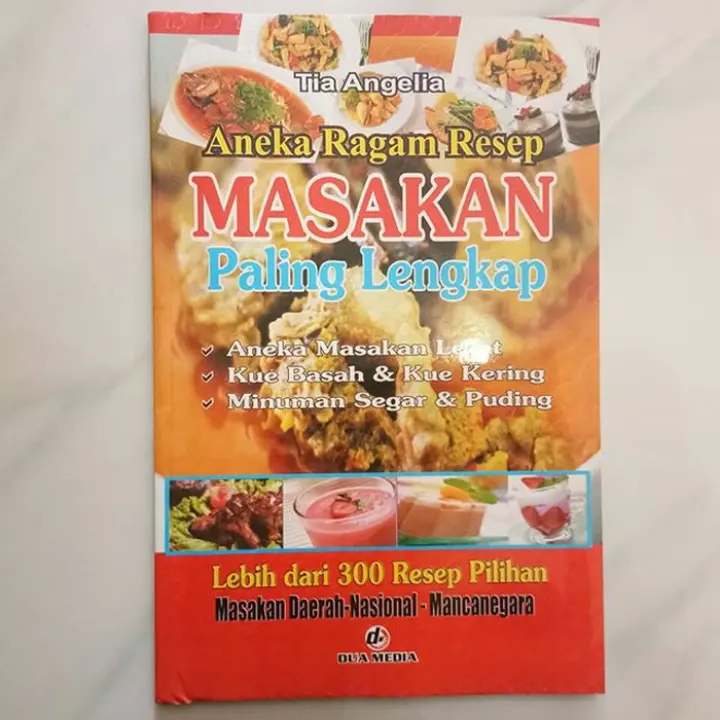 Tia Angelia
Aneka Ragam Resep
MASAKAN
Paling Lengkap
Aneka Masakan
Kue Basah & Kue Kering
Minuman Segar & Puding
Lebih dari 300 Resep Pilihan
Masakan Daerah-Nasional - Mancanegara
DUA MEDIA